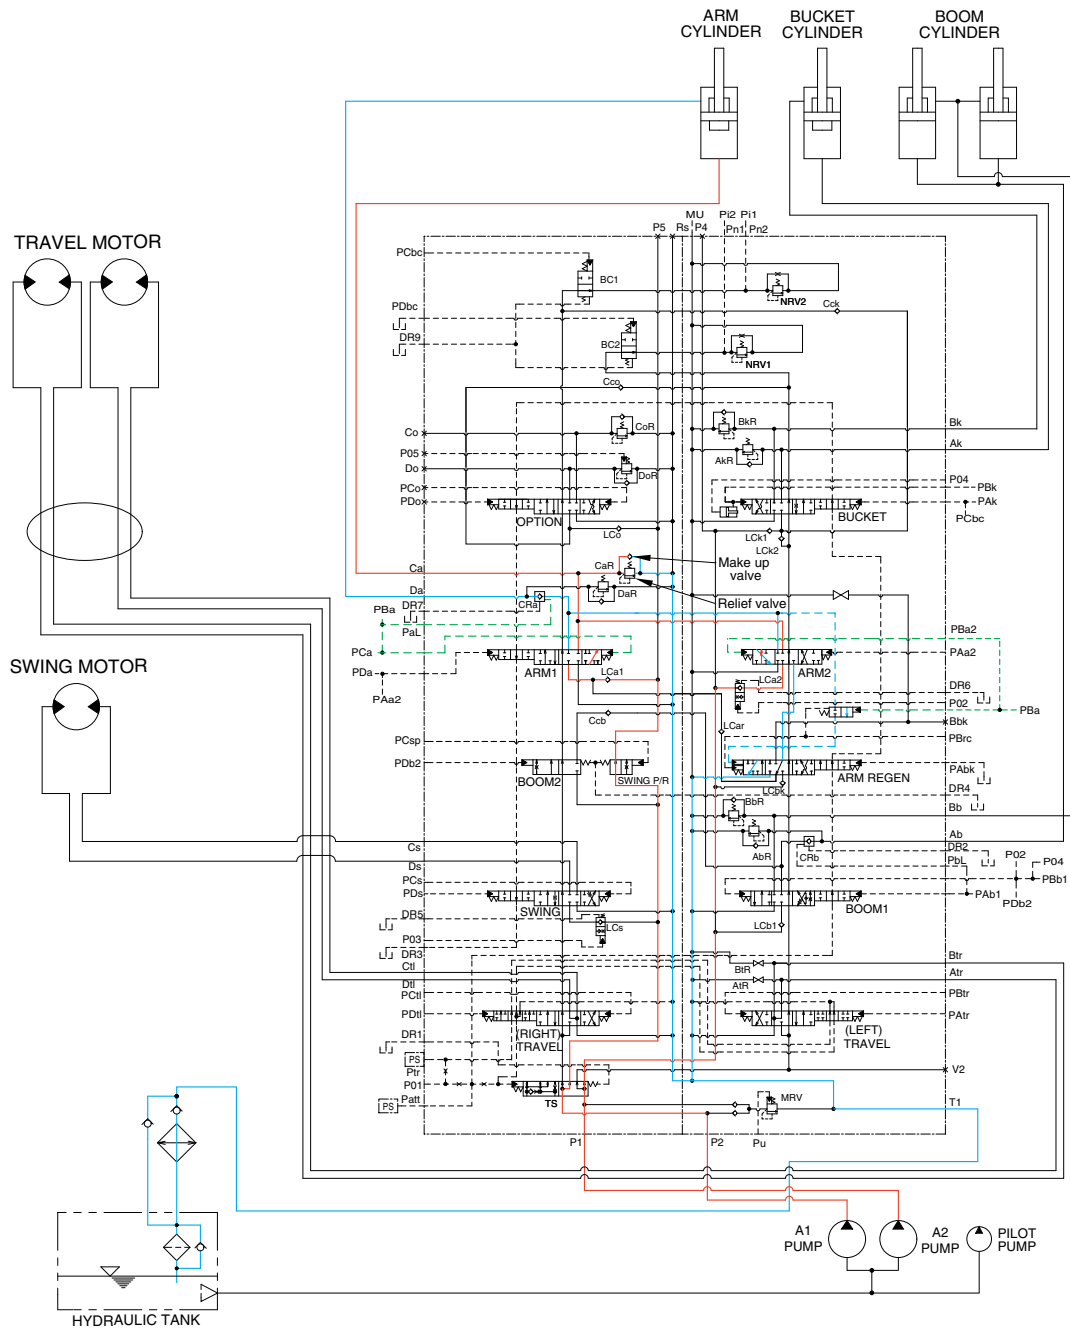 ARM
CYLINDER
BUCKET
CYLINDER
BOOM
CYLINDER
TRAVEL MOTOR
SWING MOTOR
MU
Pi2
Pi1
P5
Rs
P4
Pn1
Pn2
PCbc
BC1
NRV2
Cck
PDbc
DR9
BC2
NRV1
Cco
Co
CoR
BkR
Bk
P05
AkR
Ak
Do
DoR
PCo
P04
PBk
PDo
PAk
OPTION
BUCKET
PCbc
LCo
LCk1
LCk2
Ca
CaR
Make up
valve
Da
DaR
Relief valve
CRa
PBa
DR7
PaL
PBa2
PCa
PAa2
PDa
ARM1
LCa1
LCa2
ARM2
PAa2
DR6
P02
PBa
Ccb
LCar
Bbk
PCsp
PBrc
PDb2
BOOM2
SWING P/R
ARM REGEN
PAbk
LCbk
DR4
BbR
Bb
AbR
CRb
Ab
Cs
DR2
P02
P04
Ds
PbL
PCs
PBb1
PDs
PAb1
PDb2
SWING
BOOM1
DR5
LCs
LCb1
P03
DR3
Btr
Ctl
BtR
Atr
Dtl
AtR
PCtl
PBtr
PDtl
PAtr
(RIGHT)
TRAVEL
(LEFT)
TRAVEL
DR1
PS
Ptr
V2
P01
Patt
PS
TS
MRV
T1
P1
P2
Pu
A1
PUMP
A2
PUMP
PILOT
PUMP
HYDRAULIC TANK